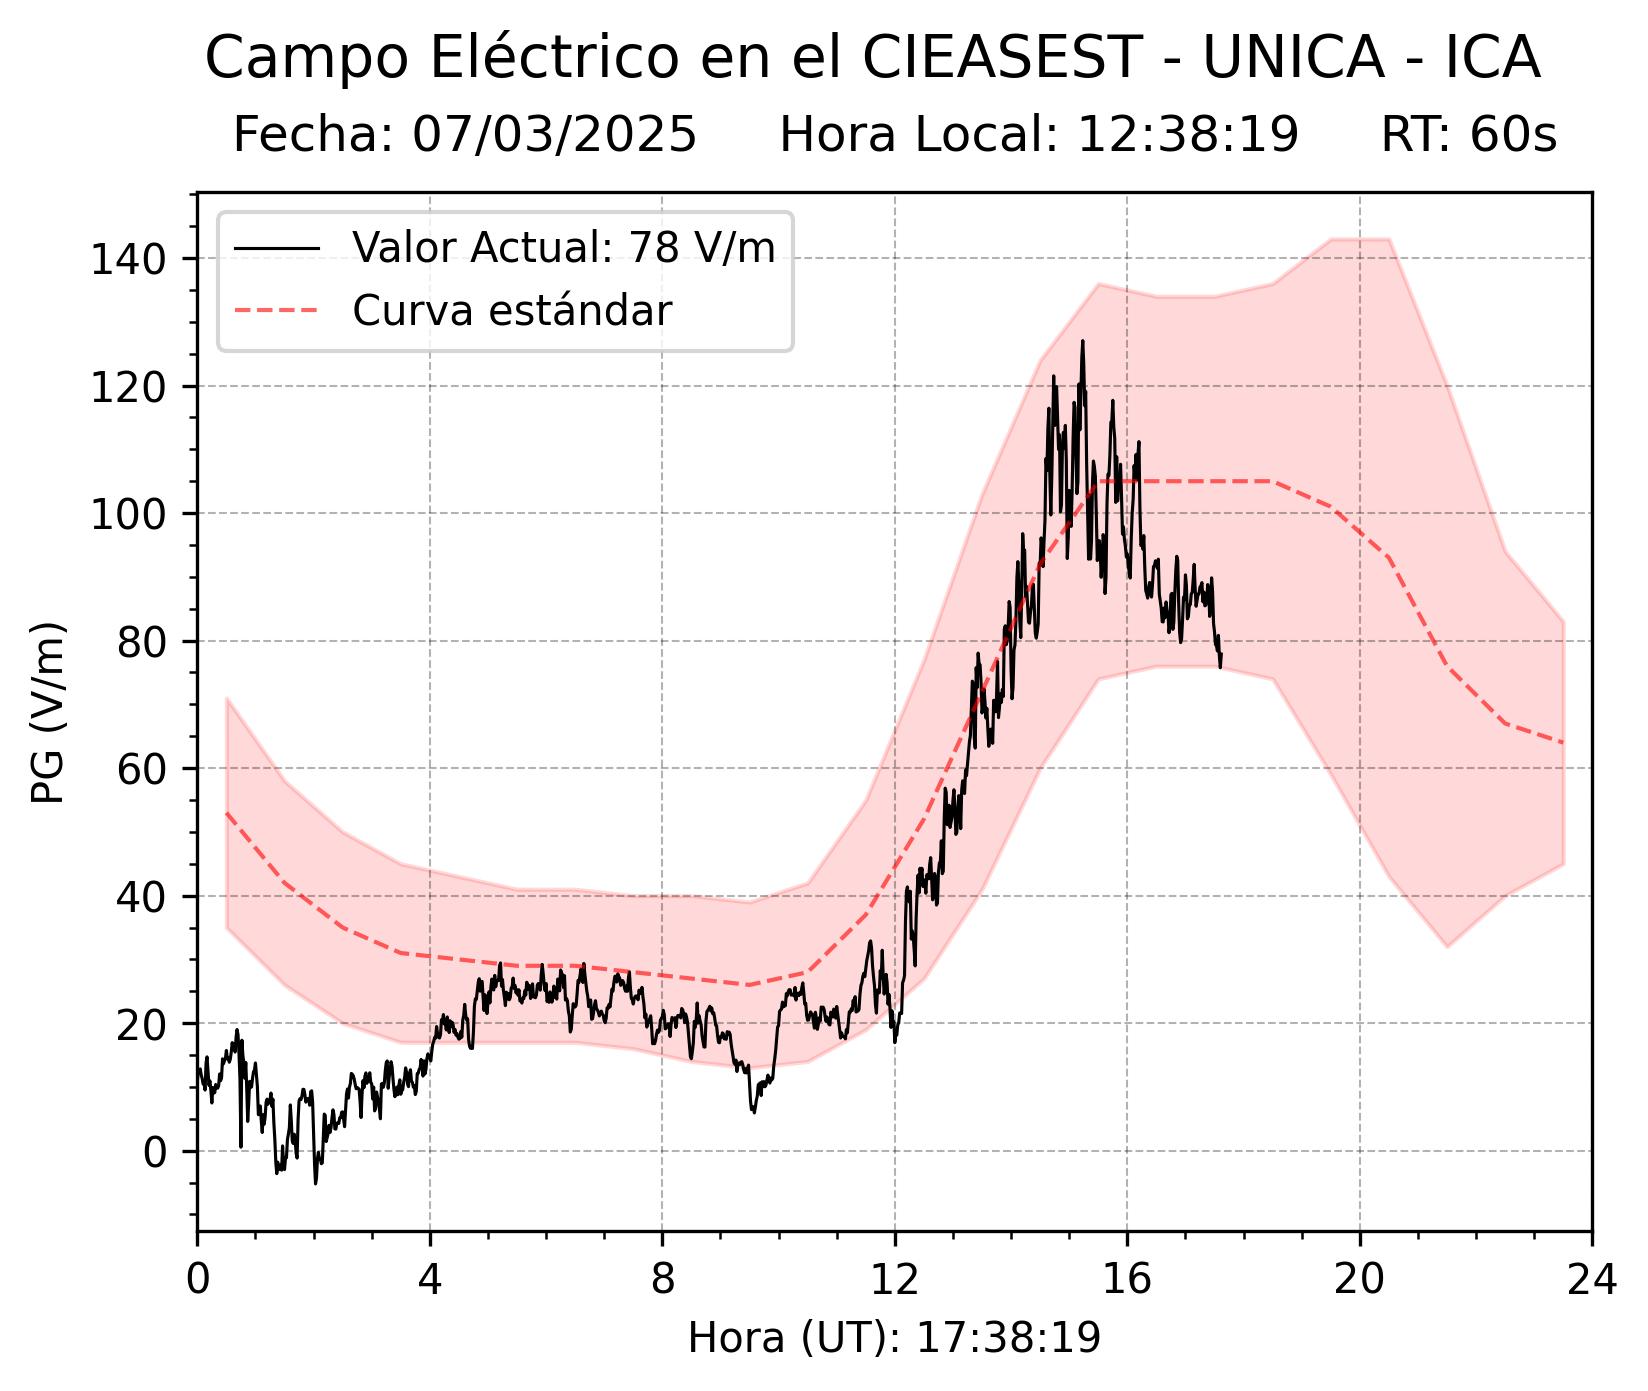 Campo Eléctrico en el CIEASEST - UNICA - ICA
Fecha: 07/03/2025 Hora Local: 12:38:19 RT: 60s
Valor Actual: 78 V/m
Curva estándar
PG (V/m)
140
120
100
80
60
40
20
0
0 4 8 12 16 20 24
Hora (UT): 17:38:19